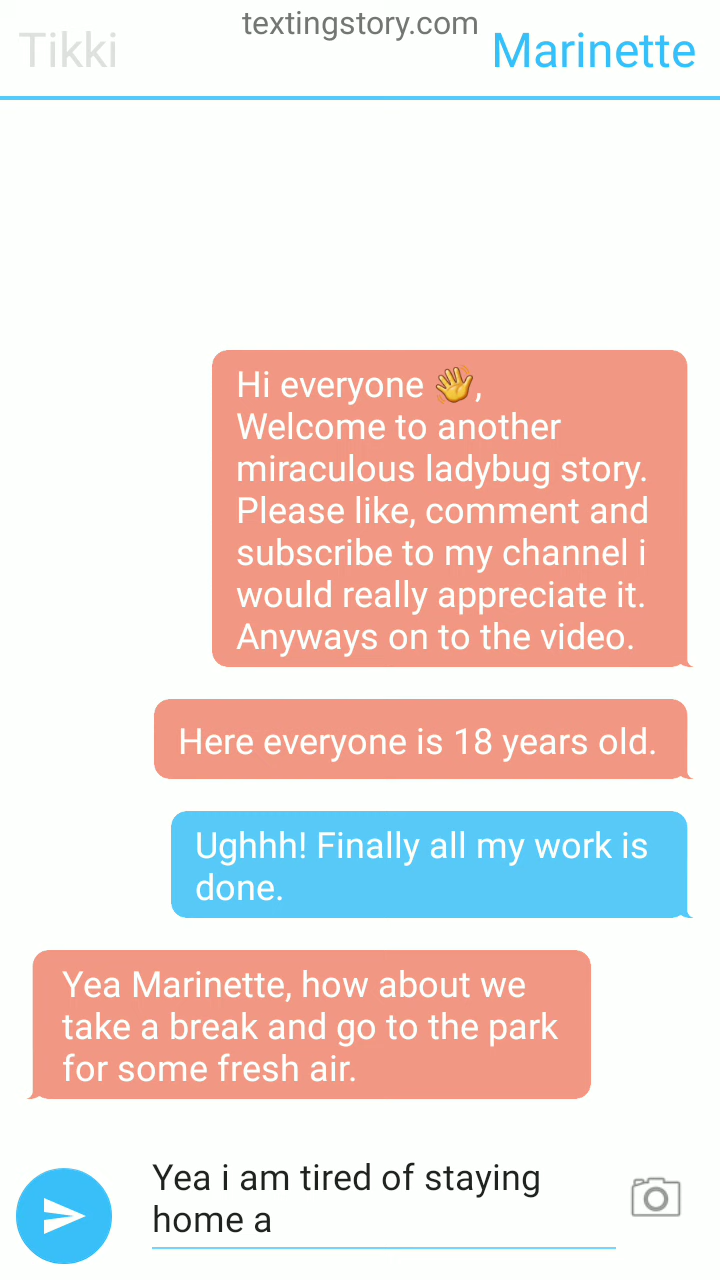 textingstory.com
Tikki
Marinette
Hi everyone 👋,
Welcome to another
miraculous ladybug story.
Please like, comment and
subscribe to my channel i
would really appreciate it.
Anyways on to the video.
Here everyone is 18 years old.
Ughhh! Finally all my work is
done.
Yea Marinette, how about we
take a break and go to the park
for some fresh air.
Yea i am tired of staying
home a